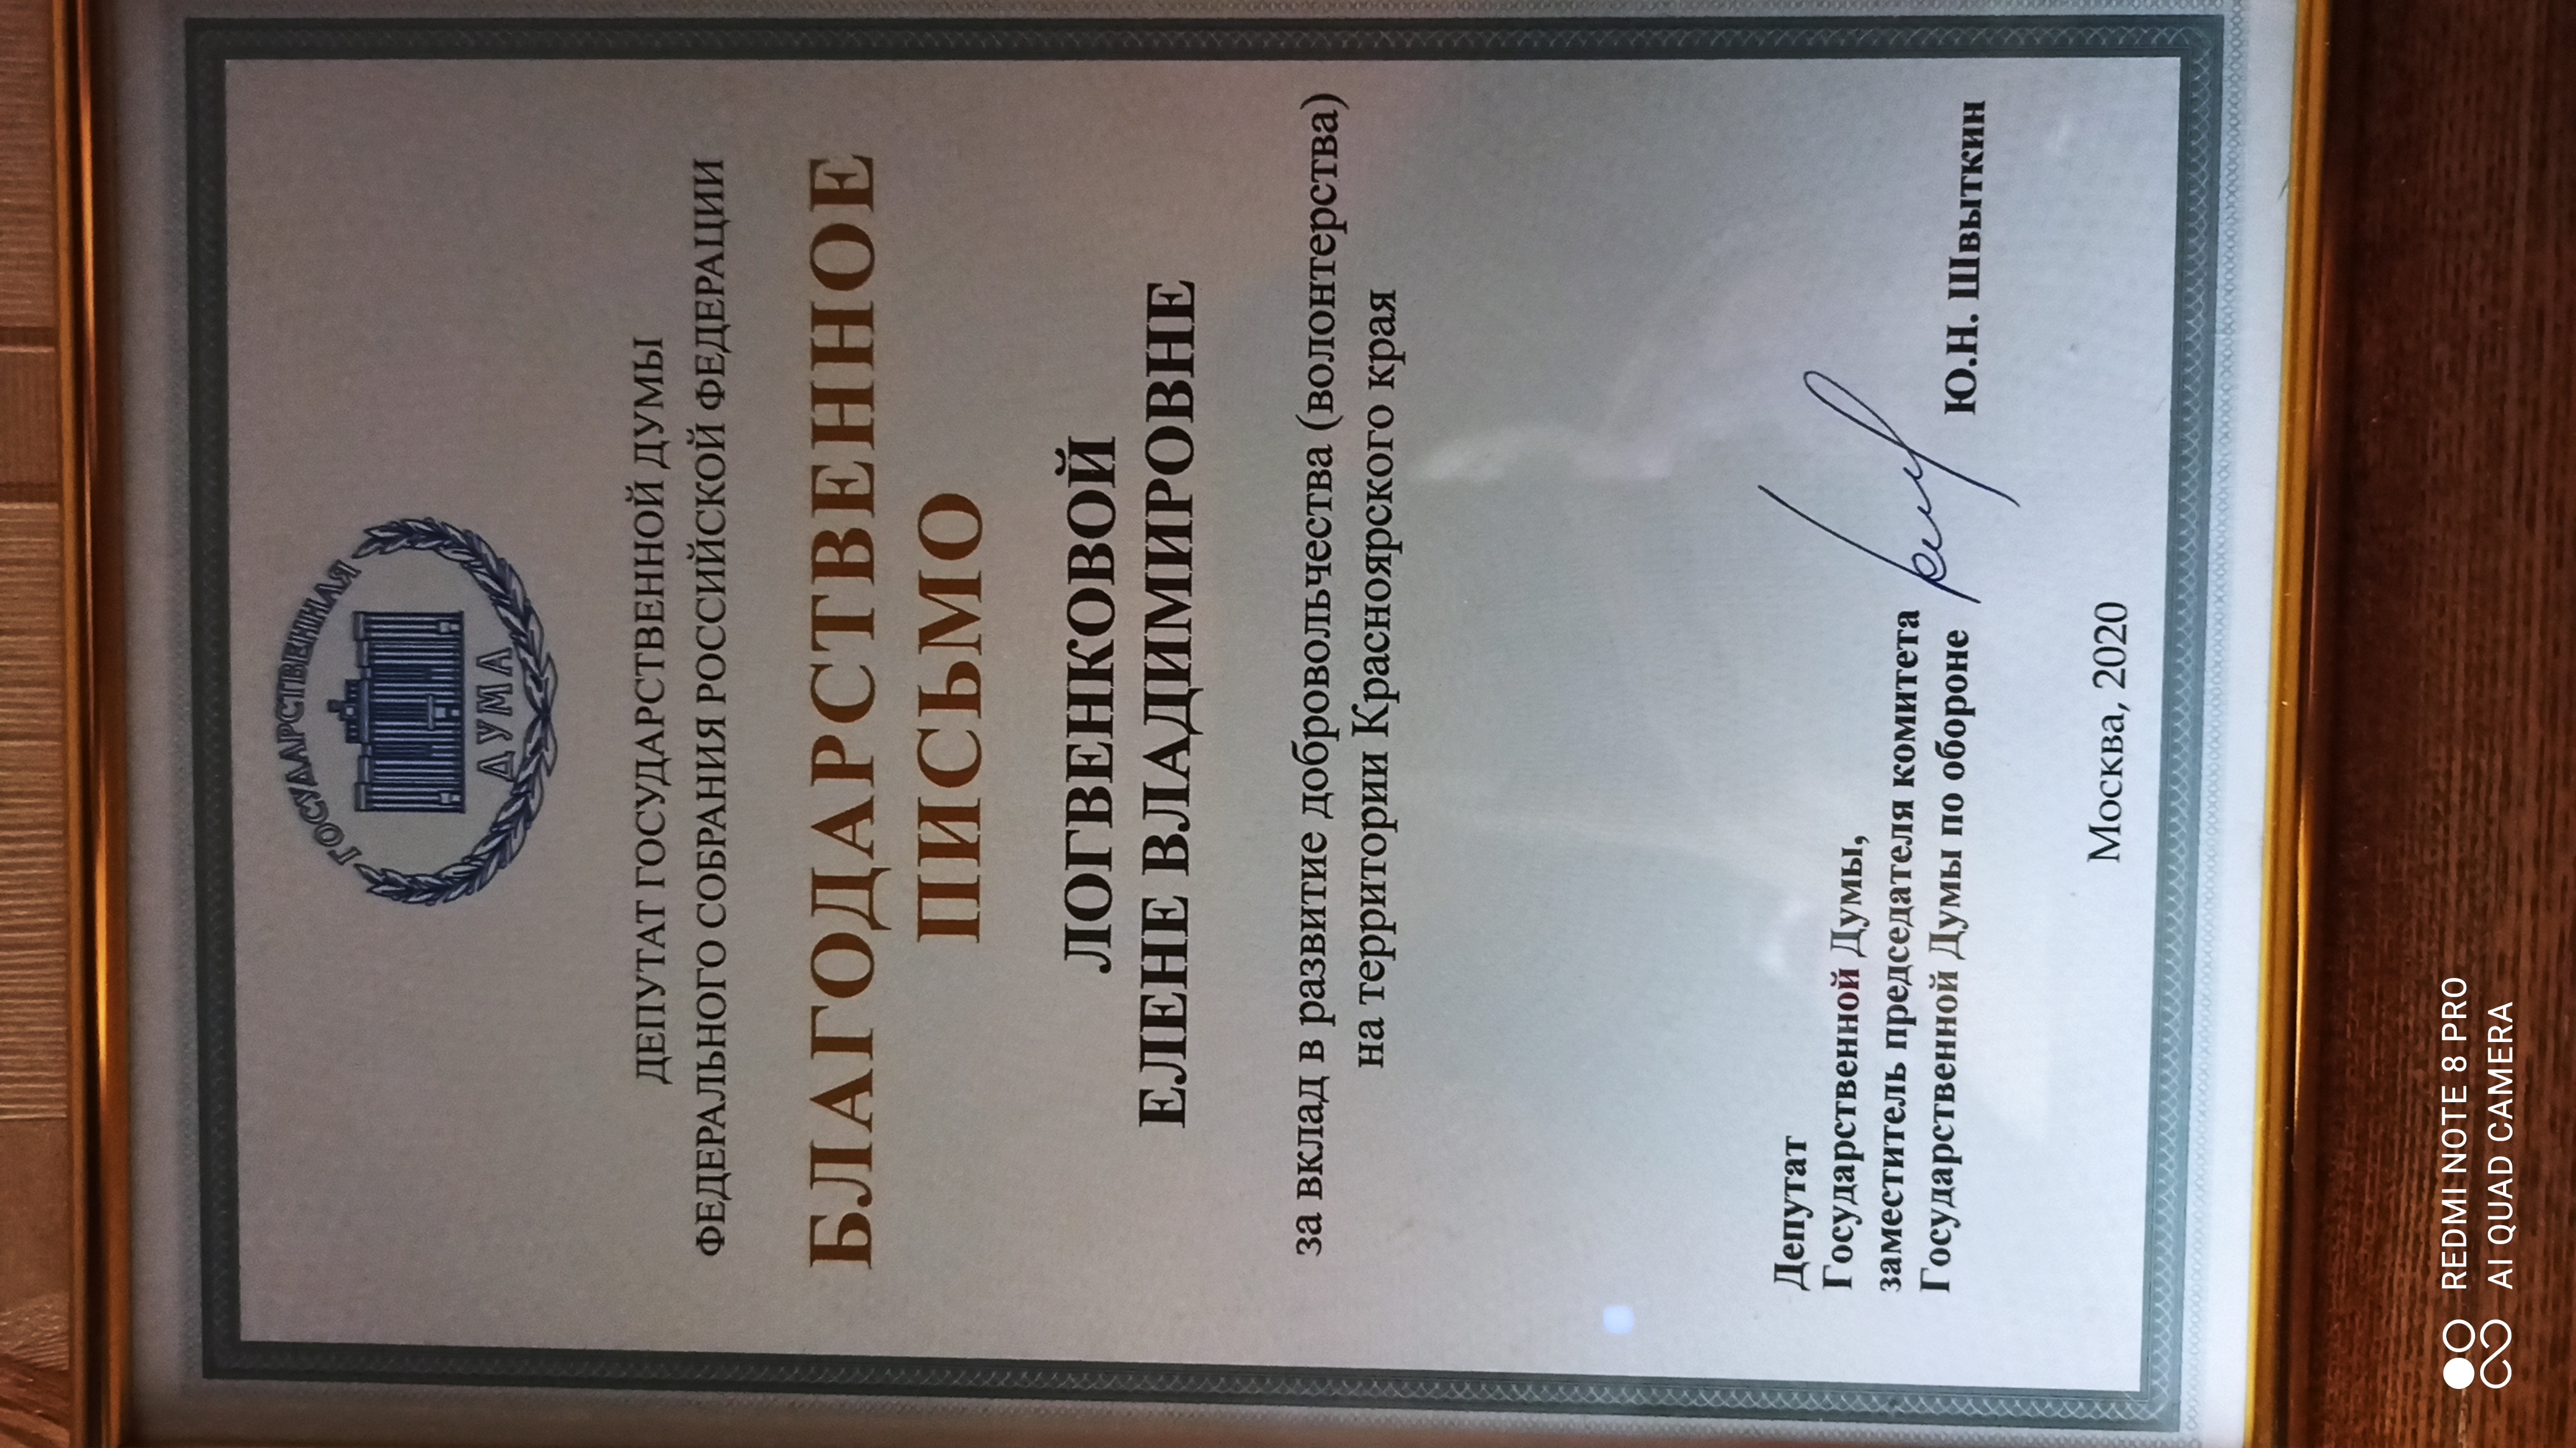 ГОСУДАРСТВЕННАЯ
ДУМА
ДЕПУТАТ ГОСУДАРСТВЕННОЙ ДУМЫ
ФЕДЕРАЛЬНОГО СОБРАНИЯ РОССИЙСКОЙ ФЕДЕРАЦИИ
БЛАГОДАРСТВЕННОЕ
ПИСЬМО
ЛОГВЕНКОВОЙ
ЕЛЕНЕ ВЛАДИМИРОВНЕ
за вклад в развитие добровольчества (волонтерства)
на территории Красноярского края
Депутат
Государственной Думы,
заместитель председателя комитета
Государственной Думы по обороне
Ю.Н. Швыткин
Москва, 2020
REDMI NOTE 8 PRO
AI QUAD CAMERA